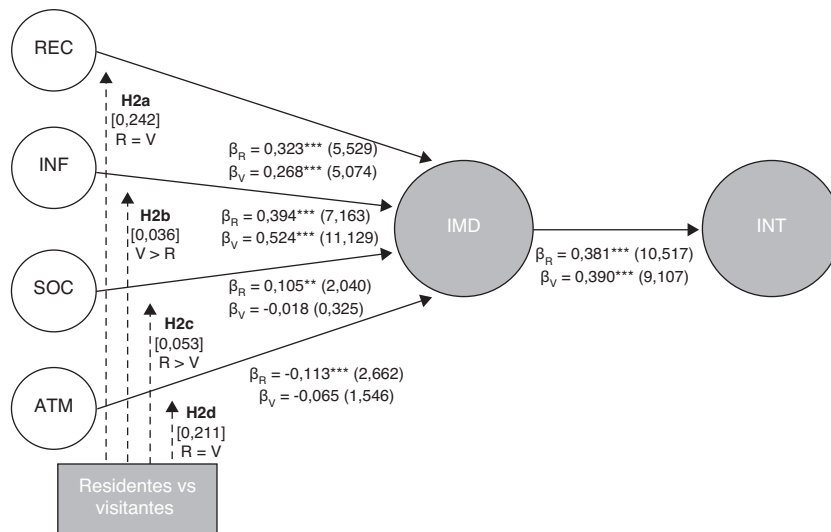 REC
H2a
[0,242]
R = V
β_R = 0,323*** (5,529)
β_V = 0,268*** (5,074)
INF
H2b
[0,036]
V > R
β_R = 0,394*** (7,163)
β_V = 0,524*** (11,129)
IMD
INT
β_R = 0,381*** (10,517)
β_V = 0,390*** (9,107)
SOC
β_R = 0,105** (2,040)
β_V = -0,018 (0,325)
H2c
[0,053]
R > V
ATM
β_R = -0,113*** (2,662)
β_V = -0,065 (1,546)
H2d
[0,211]
R = V
Residentes vs
visitantes